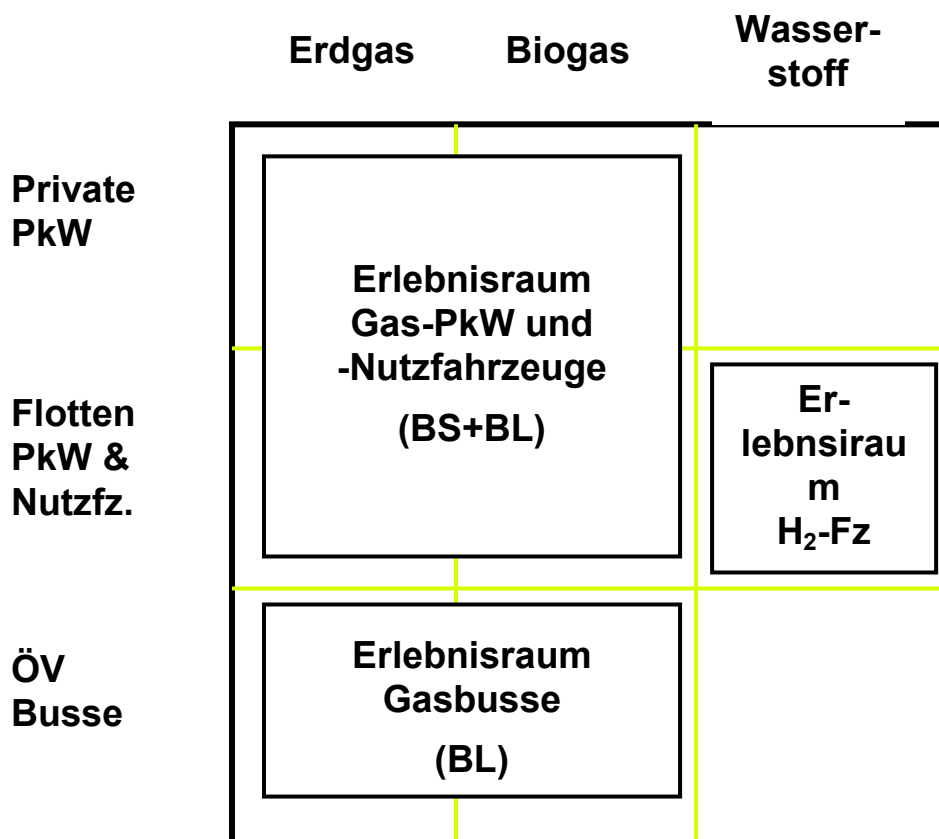 Erdgas
Biogas
Wasser-
stoff
Private
PkW
Erlebnisraum
Gas-PkW und
-Nutzfahrzeuge
(BS+BL)
Flotten
PkW &
Nutzfz.
Er-
lebnsirau
m
H₂-Fz
ÖV
Busse
Erlebnisraum
Gasbusse
(BL)